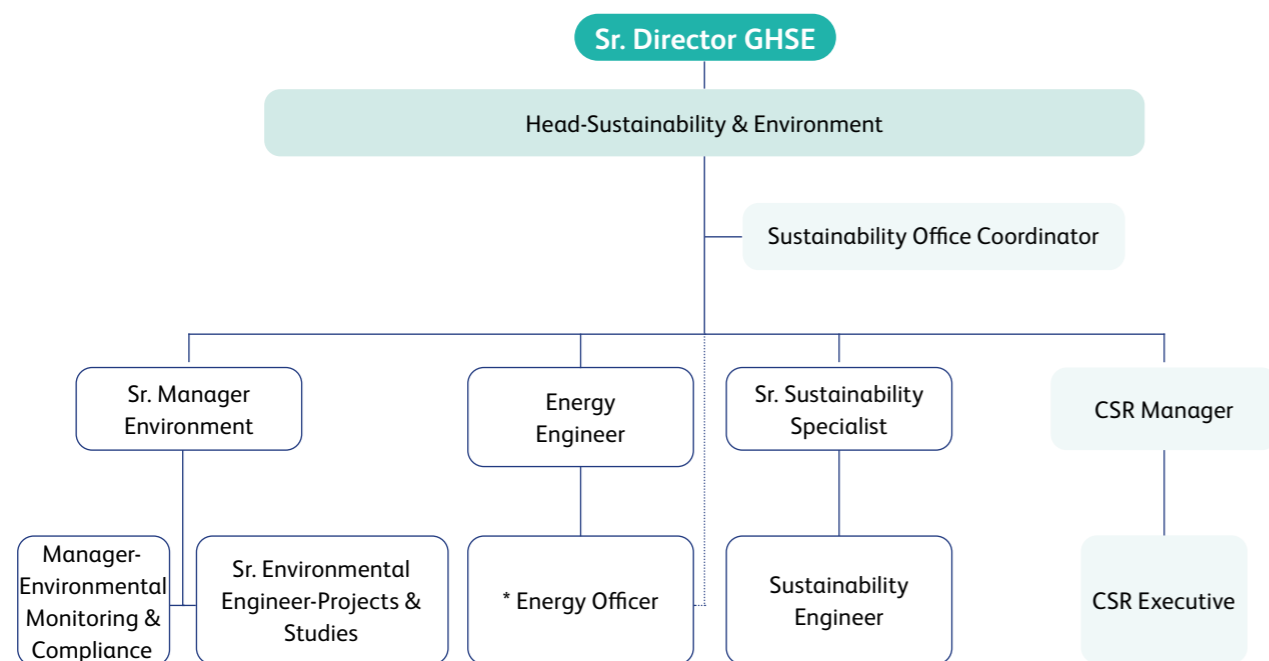 Sr. Director GHSE
Head-Sustainability & Environment
Sustainability Office Coordinator
Sr. Manager
Environment
Energy
Engineer
Sr. Sustainability
Specialist
CSR Manager
Manager-
Environmental
Monitoring &
Compliance
Sr. Environmental
Engineer-Projects &
Studies
* Energy Officer
Sustainability
Engineer
CSR Executive